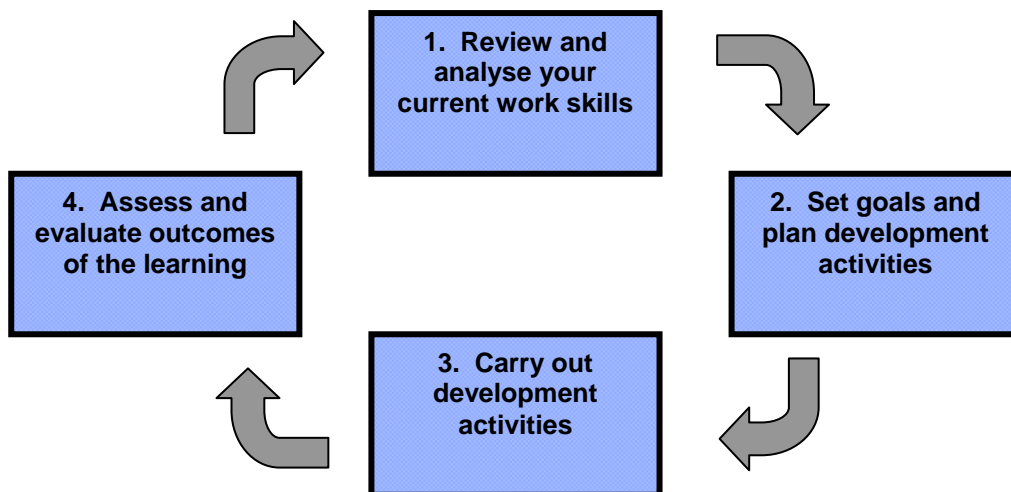 1. Review and
analyse your
current work skills
2. Set goals and
plan development
activities
3. Carry out
development
activities
4. Assess and
evaluate outcomes
of the learning